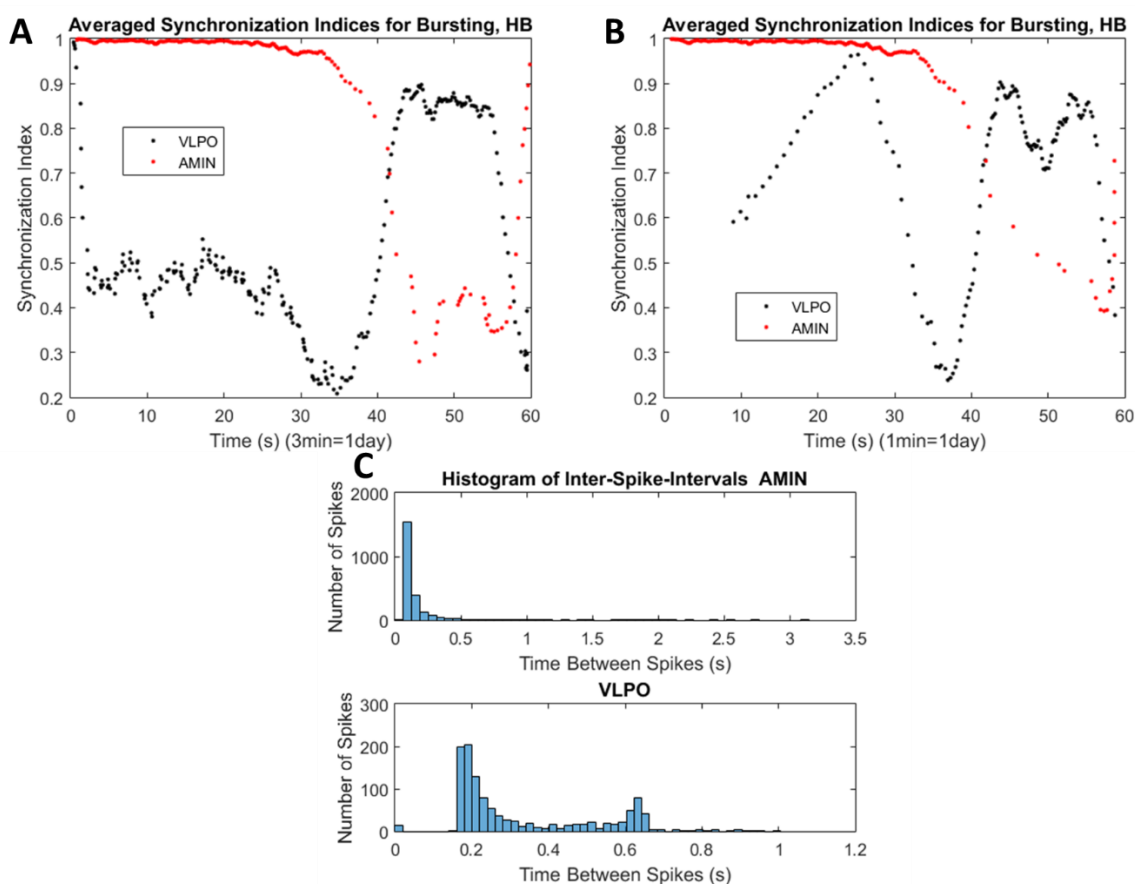 A
Averaged Synchronization Indices for Bursting, HB
Synchronization Index
1
0.9
0.8
0.7
0.6
0.5
0.4
0.3
0.2
VLPO
AMIN
0 10 20 30 40 50 60
Time (s) (3min=1day)
B
Averaged Synchronization Indices for Bursting, HB
Synchronization Index
1
0.9
0.8
0.7
0.6
0.5
0.4
0.3
0.2
VLPO
AMIN
0 10 20 30 40 50 60
Time (s) (1min=1day)
C
Histogram of Inter-Spike-Intervals AMIN
Number of Spikes
2000
1000
0
0 0.5 1 1.5 2 2.5 3 3.5
Time Between Spikes (s)
VLPO
Number of Spikes
300
200
100
0
0 0.2 0.4 0.6 0.8 1 1.2
Time Between Spikes (s)